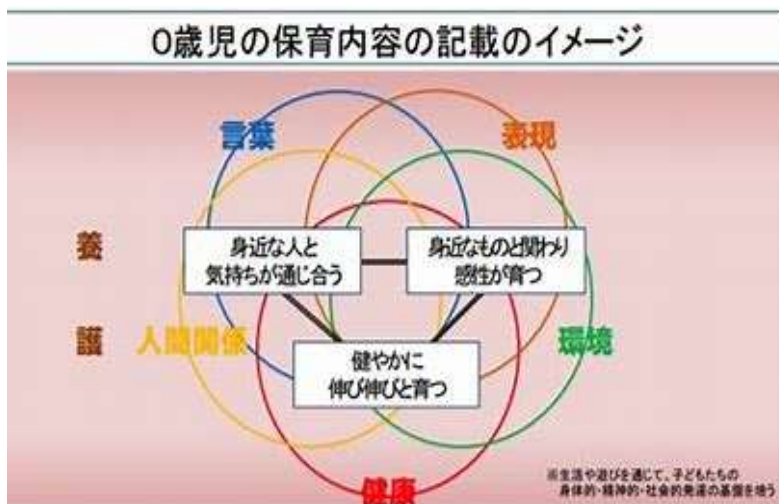 0歳児の保育内容の記載のイメージ
言葉
表現
養
身近な人と
気持ちが通じ合う
身近なものと関わり
感性が育つ
護
人間関係
環境
健やかに
伸び伸びと育つ
健康
※生活や遊びを通じて、子どもたちの
身体的・精神的・社会的発達の基盤を培う